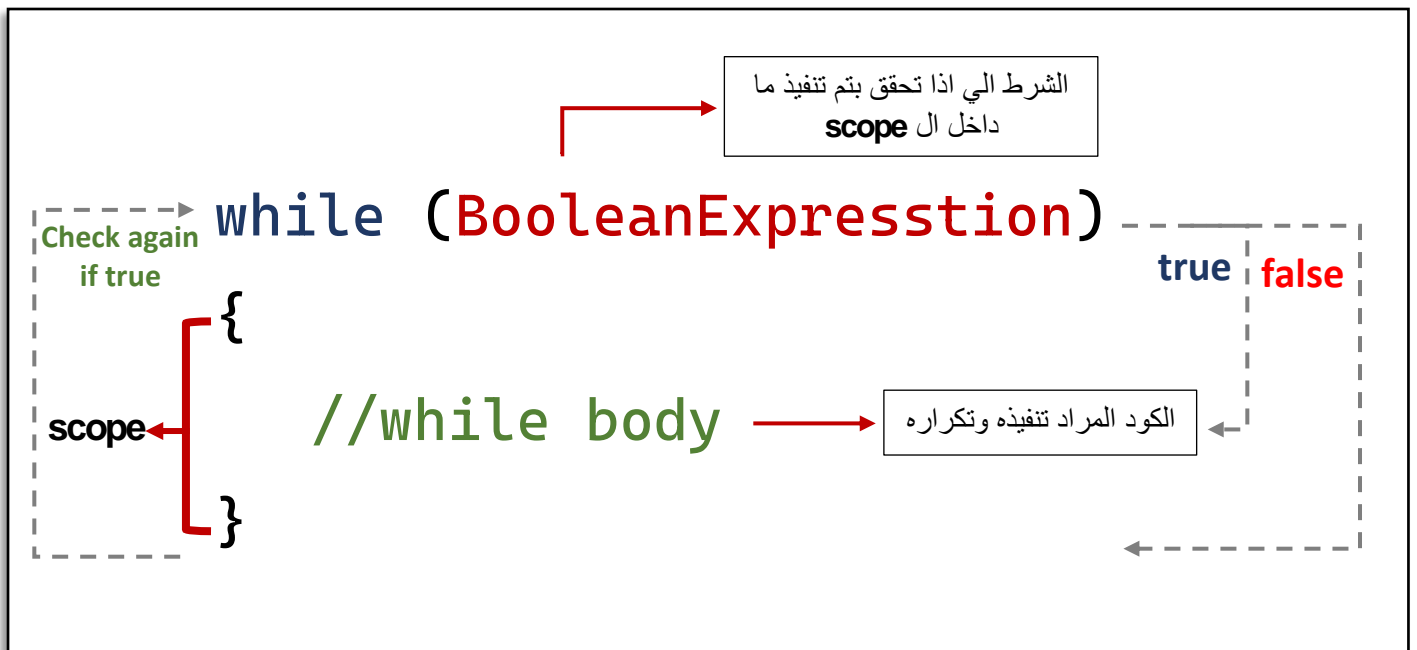 الشرط الي اذا تحقق بتم تنفيذ ما
داخل ال scope
while (BooleanExpresstion)
Check again
if true
true
false
{
scope
//while body
الكود المراد تنفيذه وتكراره
}